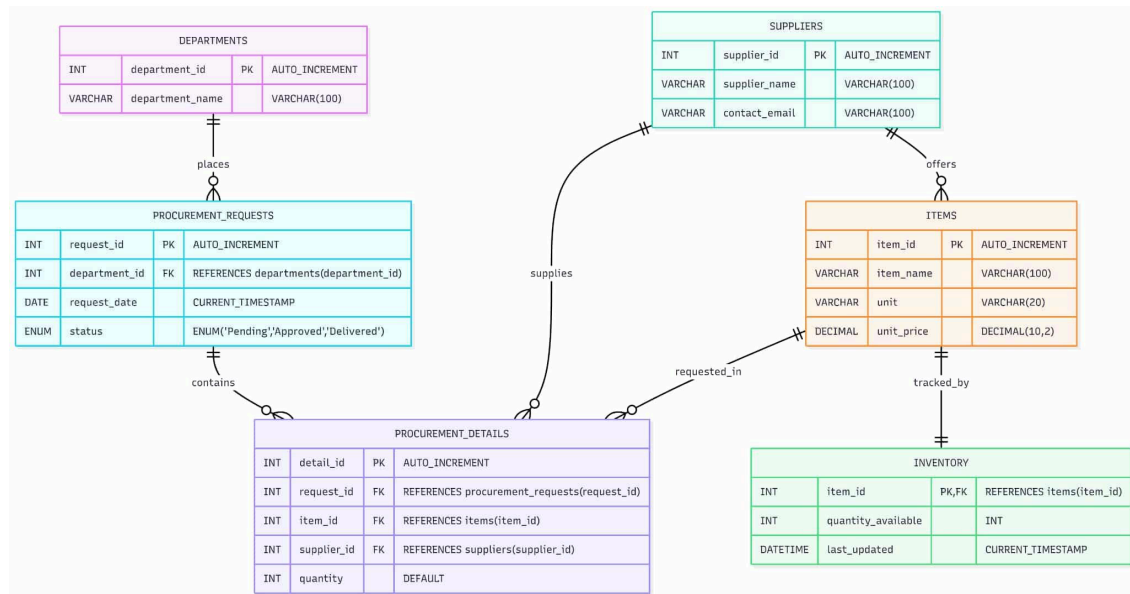 DEPARTMENTS
INT department_id PK AUTO_INCREMENT
VARCHAR department_name VARCHAR(100)
SUPPLIERS
INT supplier_id PK AUTO_INCREMENT
VARCHAR supplier_name VARCHAR(100)
VARCHAR contact_email VARCHAR(100)
places
offers
PROCUREMENT_REQUESTS
INT request_id PK AUTO_INCREMENT
INT department_id FK REFERENCES departments(department_id)
DATE request_date CURRENT_TIMESTAMP
ENUM status ENUM('Pending','Approved','Delivered')
supplies
ITEMS
INT item_id PK AUTO_INCREMENT
VARCHAR item_name VARCHAR(100)
VARCHAR unit VARCHAR(20)
DECIMAL unit_price DECIMAL(10,2)
contains
requested_in
tracked_by
PROCUREMENT_DETAILS
INT detail_id PK AUTO_INCREMENT
INT request_id FK REFERENCES procurement_requests(request_id)
INT item_id FK REFERENCES items(item_id)
INT supplier_id FK REFERENCES suppliers(supplier_id)
INT quantity DEFAULT
INVENTORY
INT item_id PK,FK REFERENCES items(item_id)
INT quantity_available INT
DATETIME last_updated CURRENT_TIMESTAMP